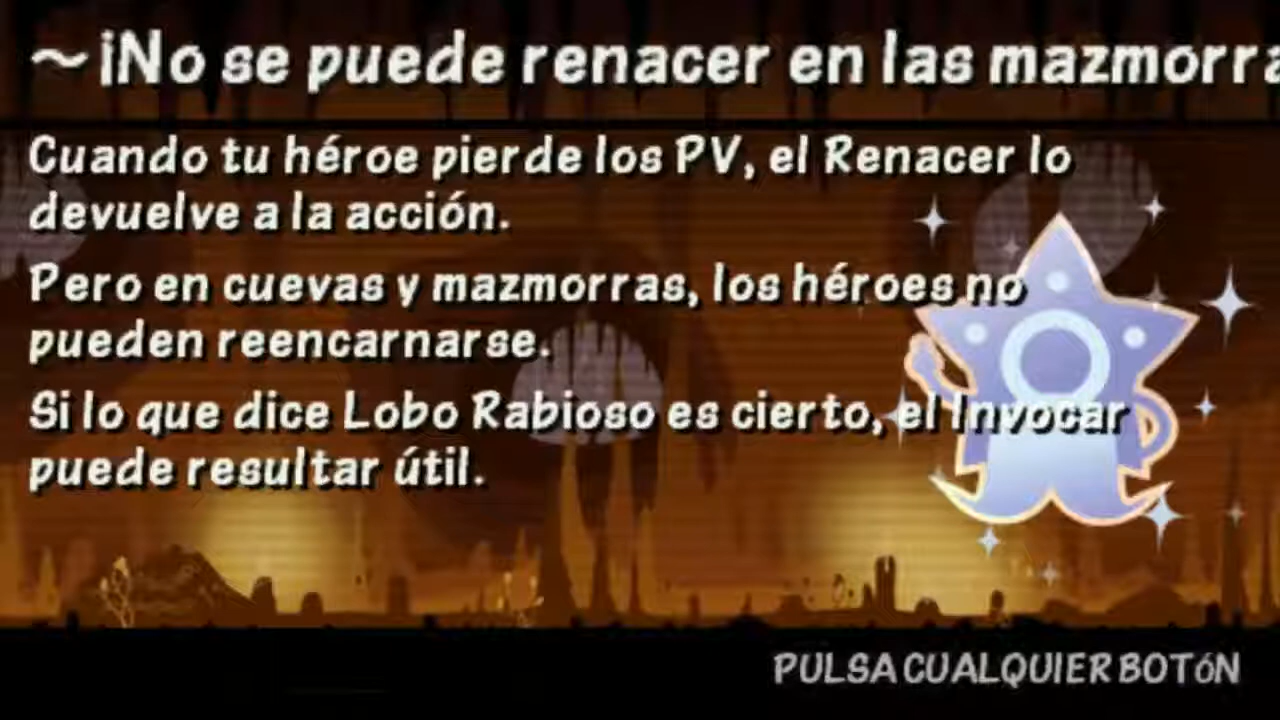 ~¡No se puede renacer en las mazmorra
Cuando tu héroe pierde los PV, el Renacer lo
devuelve a la acción.
Pero en cuevas y mazmorras, los héroes no
pueden reencarnarse.
Si lo que dice Lobo Rabioso es cierto, el Invocar
puede resultar útil.
PULSA CUALQUIER BOTóN